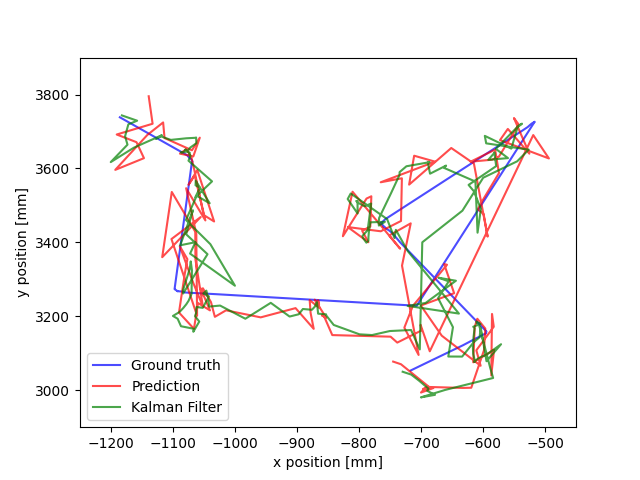 3800
3600
3400
3200
3000
y position [mm]
Ground truth
Prediction
Kalman Filter
−1200 −1100 −1000 −900 −800 −700 −600 −500
x position [mm]